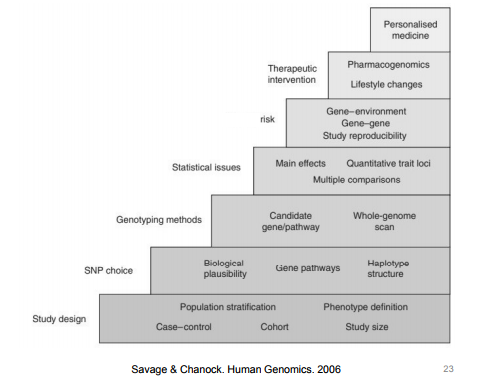 Personalised
medicine
Therapeutic
intervention
Pharmacogenomics
Lifestyle changes
risk
Gene–environment
Gene–gene
Study reproducibility
Statistical issues
Main effects Quantitative trait loci
Multiple comparisons
Genotyping methods
Candidate
gene/pathway
Whole-genome
scan
SNP choice
Biological
plausibility
Gene pathways
Haplotype
structure
Study design
Population stratification Phenotype definition
Case–control Cohort Study size
Savage & Chanock. Human Genomics. 2006
23